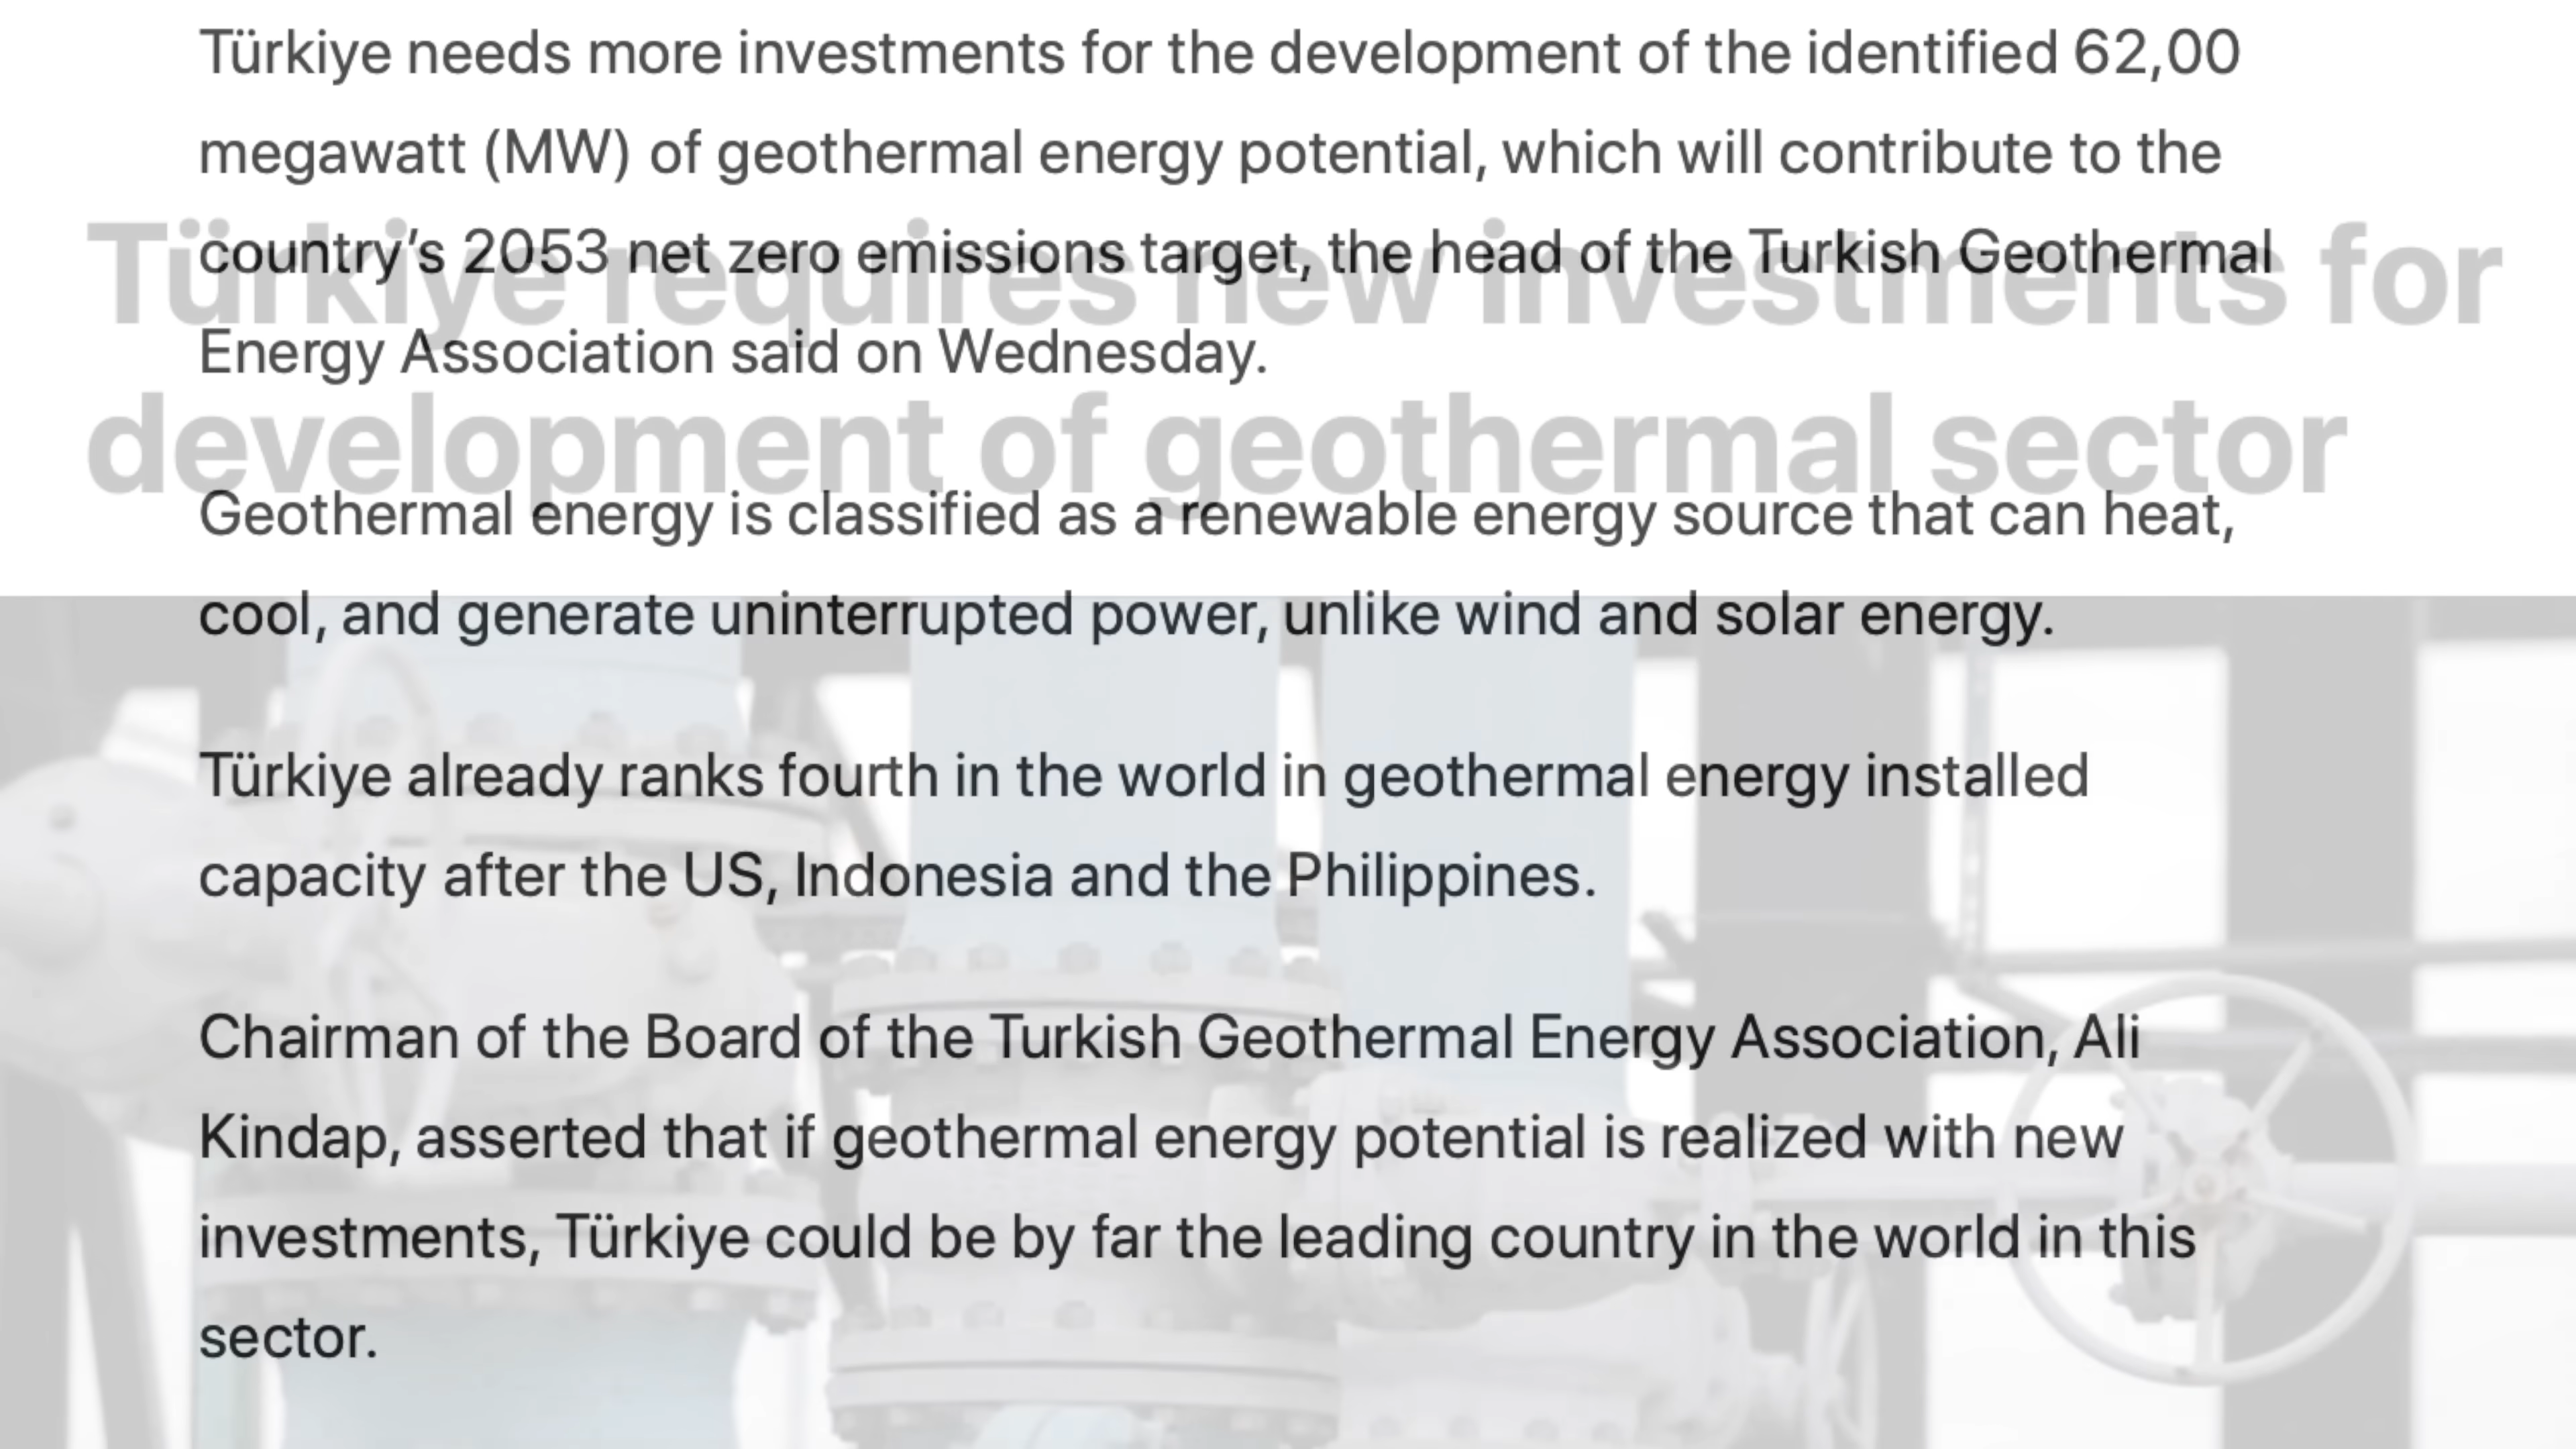 Türkiye needs more investments for the development of the identified 62,00
megawatt (MW) of geothermal energy potential, which will contribute to the
country’s 2053 net zero emissions target, the head of the Turkish Geothermal
Energy Association said on Wednesday.
Türkiye requires new investments for
development of geothermal sector
Geothermal energy is classified as a renewable energy source that can heat,
cool, and generate uninterrupted power, unlike wind and solar energy.
Türkiye already ranks fourth in the world in geothermal energy installed
capacity after the US, Indonesia and the Philippines.
Chairman of the Board of the Turkish Geothermal Energy Association, Ali
Kindap, asserted that if geothermal energy potential is realized with new
investments, Türkiye could be by far the leading country in the world in this
sector.